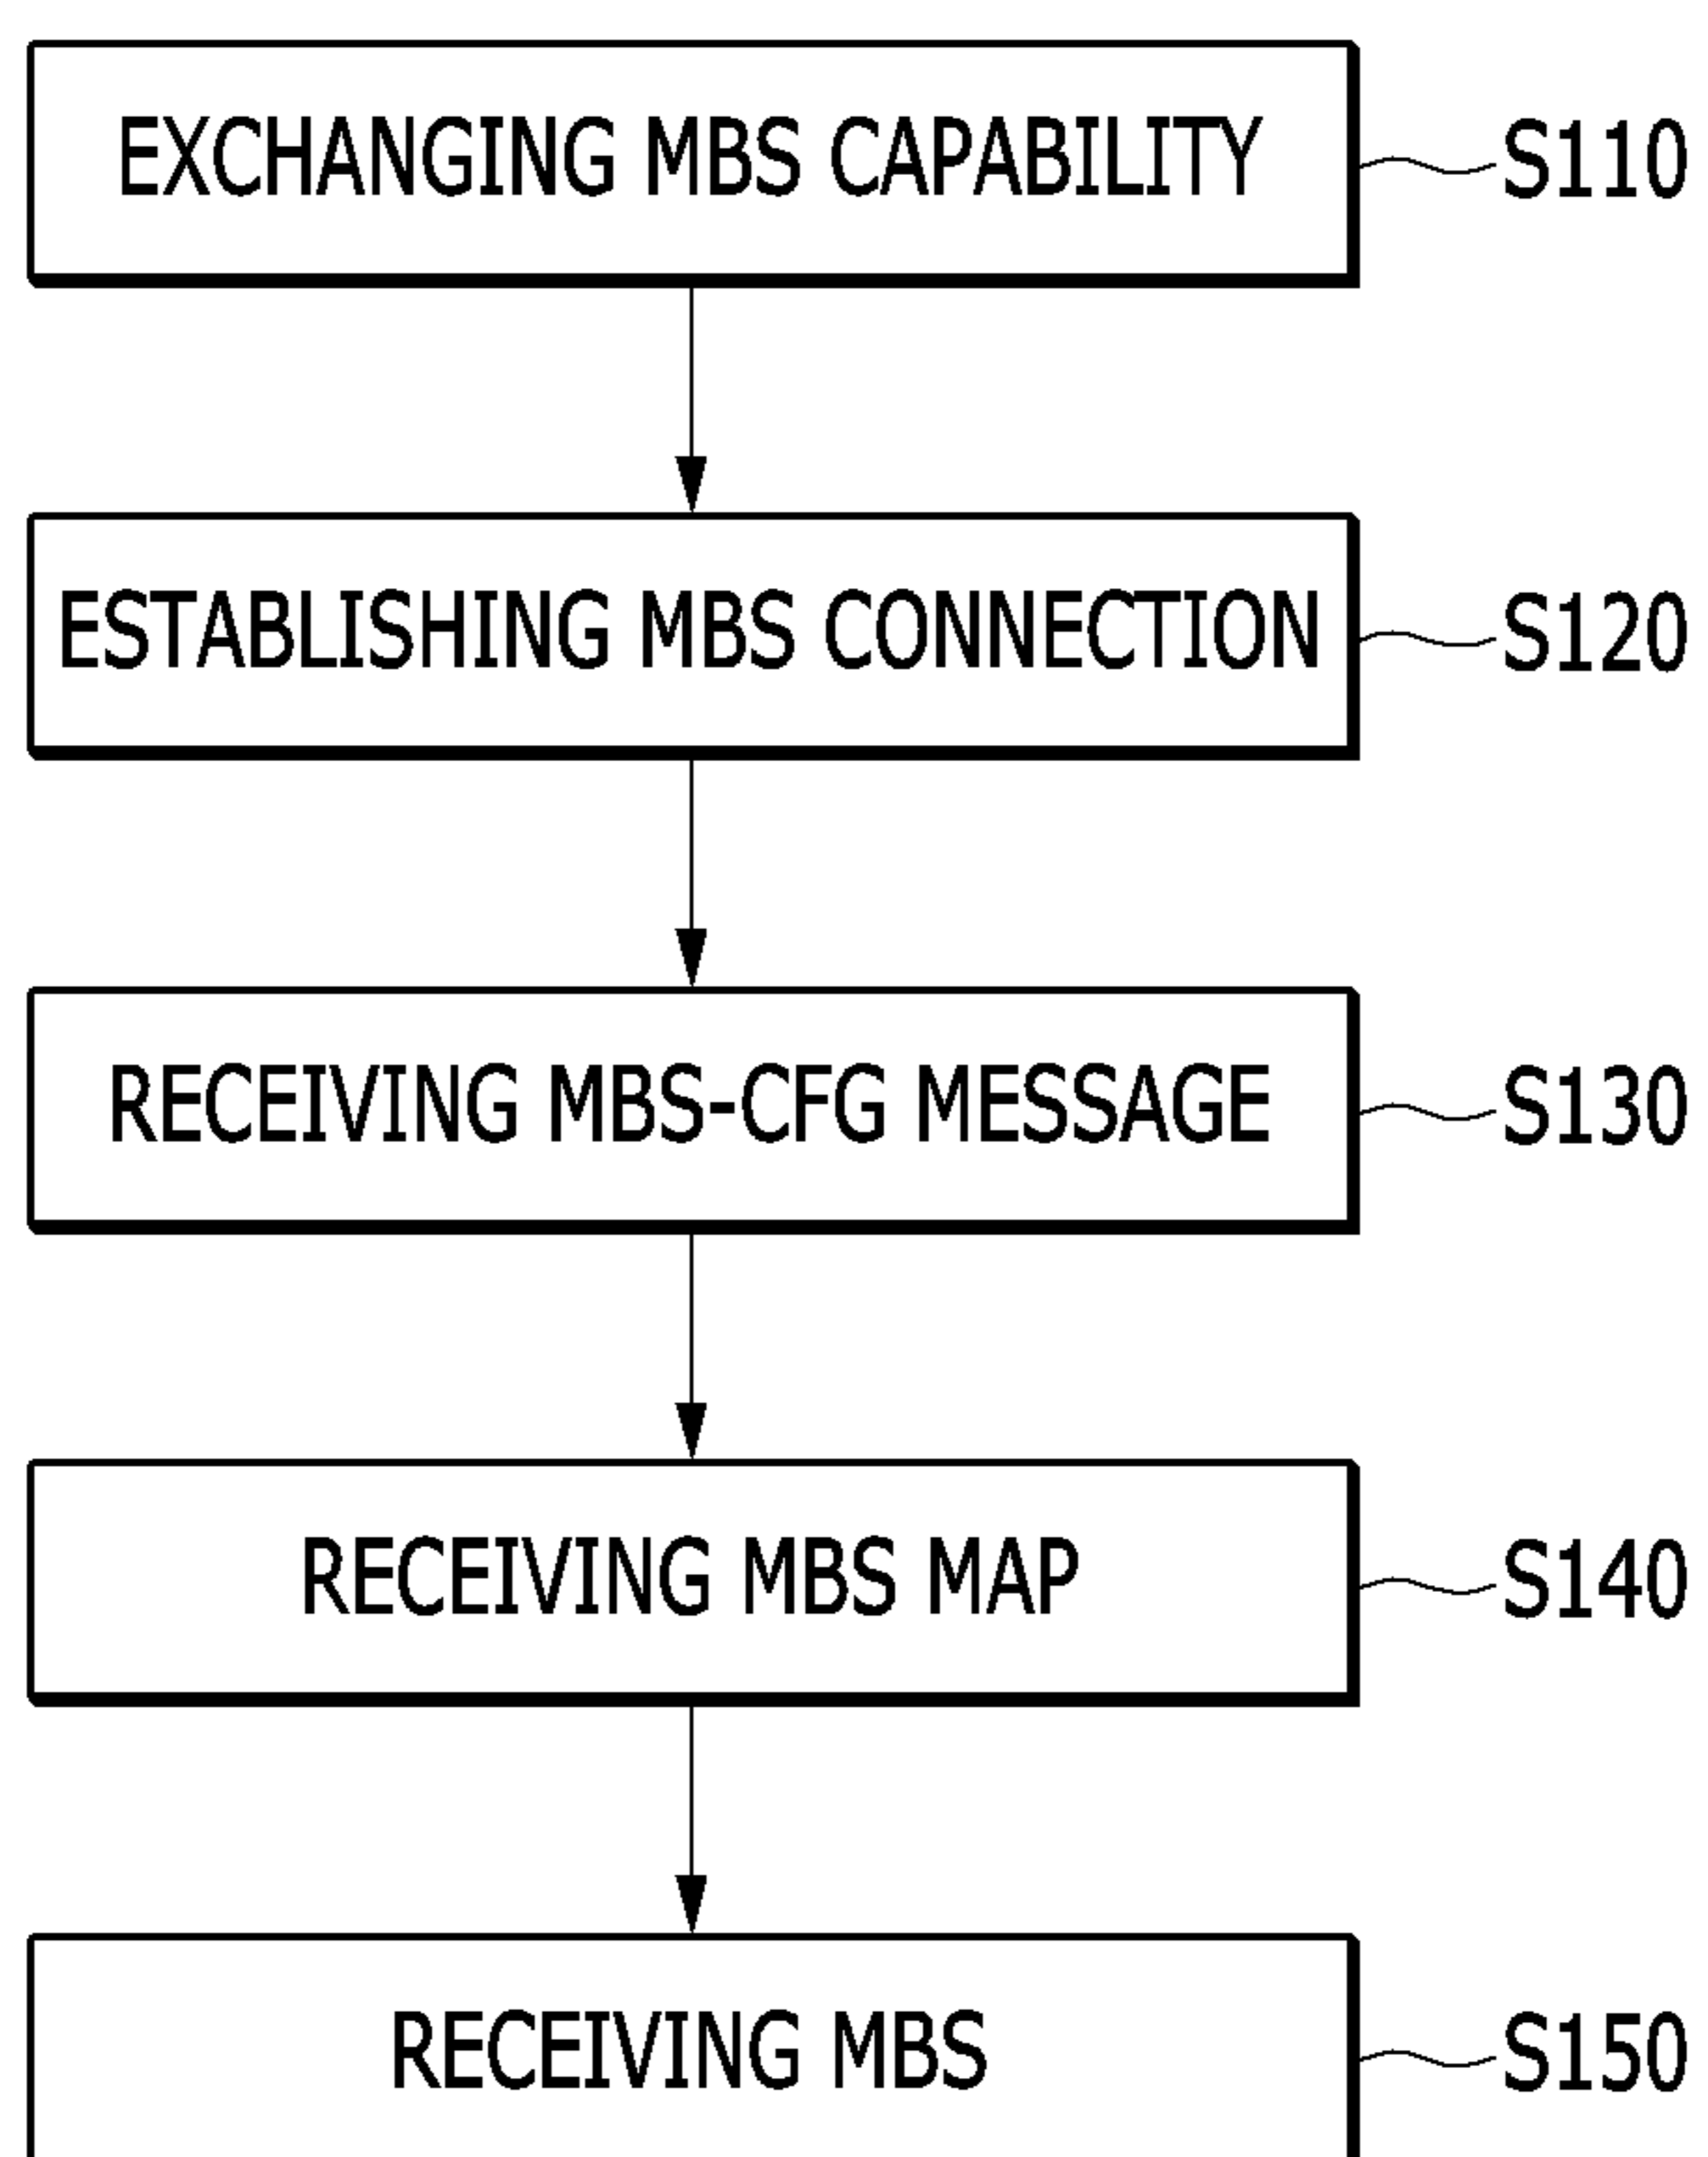 EXCHANGING MBS CAPABILITY S110
ESTABLISHING MBS CONNECTION S120
RECEIVING MBS-CFG MESSAGE S130
RECEIVING MBS MAP S140
RECEIVING MBS S150